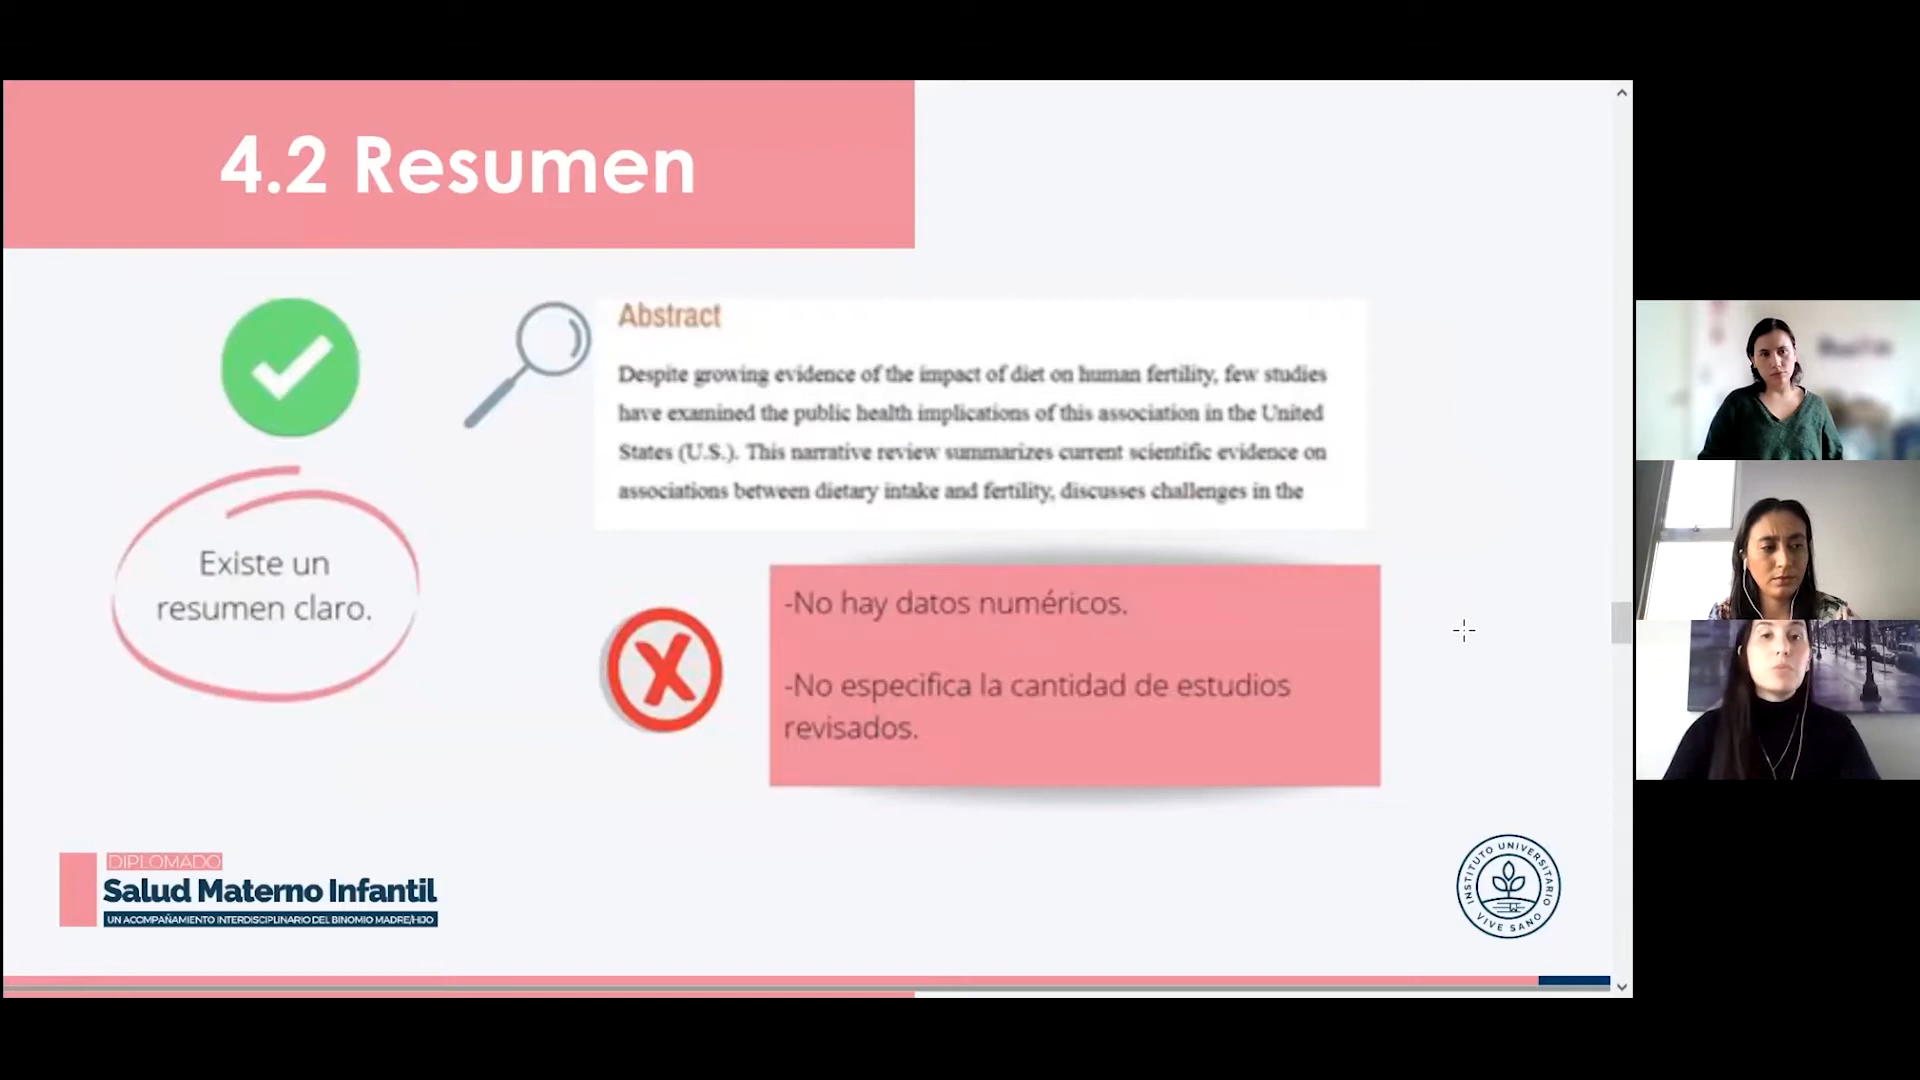 4.2 Resumen
Abstract
Despite growing evidence of the impact of diet on human fertility, few studies
have examined the public health implications of this association in the United
States (U.S.). This narrative review summarizes current scientific evidence on
associations between dietary intake and fertility, discusses challenges in the
Existe un
resumen claro.
-No hay datos numéricos.
-No especifica la cantidad de estudios
revisados.
DIPLOMADO
Salud Materno Infantil
UN ACOMPAÑAMIENTO INTERDISCIPLINARIO DEL BINOMIO MADRE/HIJO
INSTITUTO UNIVERSITARIO
VIVE SANO